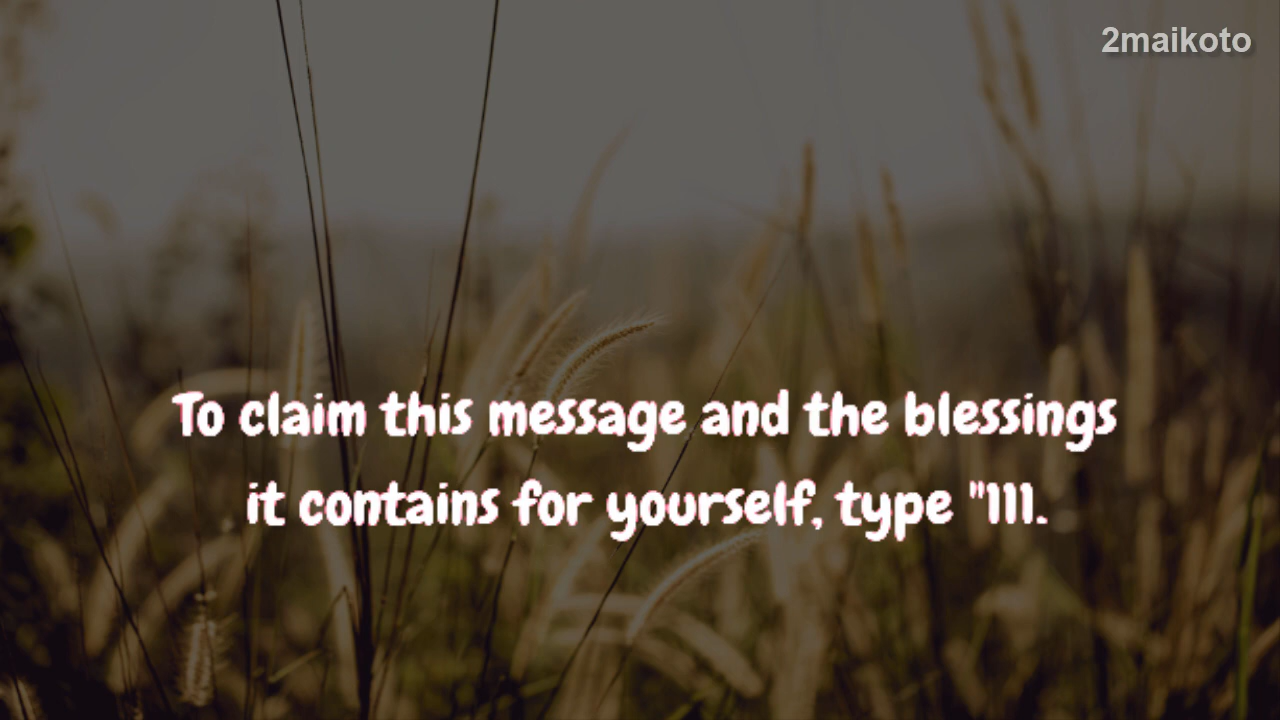 2maikoto
To claim this message and the blessings
it contains for yourself, type "111.